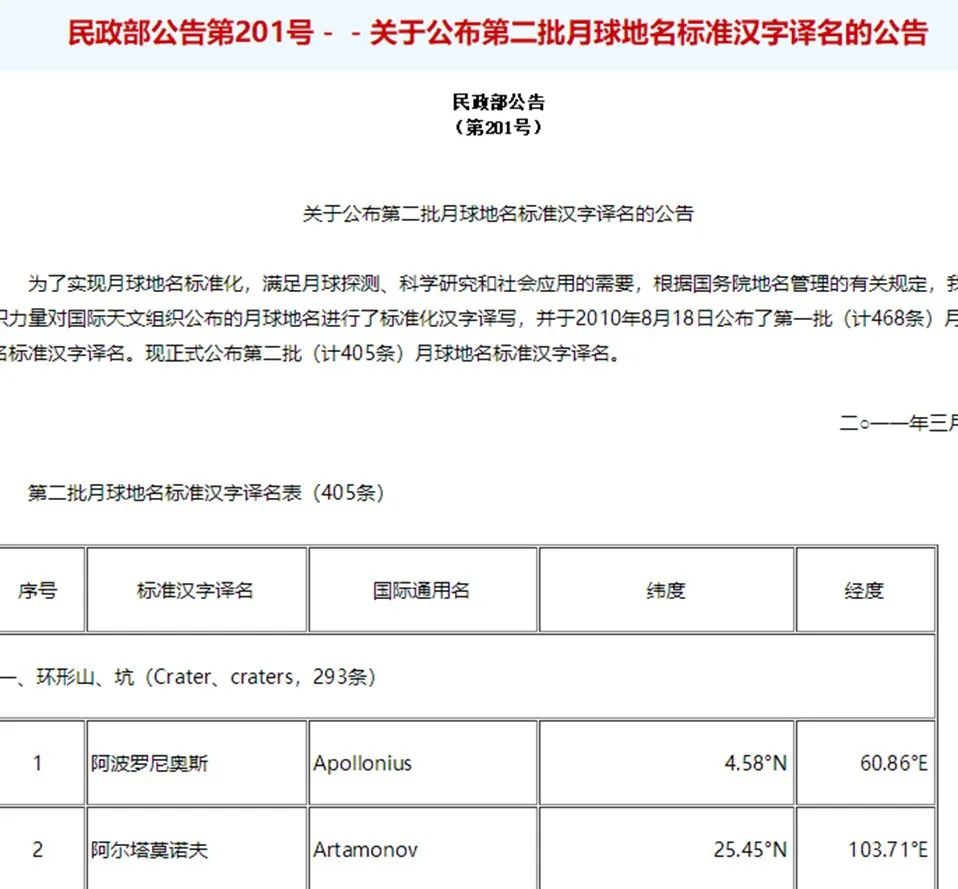 民政部公告第201号－－关于公布第二批月球地名标准汉字译名的公告
民政部公告
（第201号）
关于公布第二批月球地名标准汉字译名的公告
为了实现月球地名标准化，满足月球探测、科学研究和社会应用的需要，根据国务院地名管理的有关规定，我
织力量对国际天文组织公布的月球地名进行了标准化汉字译写，并于2010年8月18日公布了第一批（计468条）月
名标准汉字译名。现正式公布第二批（计405条）月球地名标准汉字译名。
二○一一年三月
第二批月球地名标准汉字译名表（405条）
序号 标准汉字译名 国际通用名 纬度 经度
一、环形山、坑（Crater、craters，293条）
1 阿波罗尼奥斯 Apollonius 4.58°N 60.86°E
2 阿尔塔莫诺夫 Artamonov 25.45°N 103.71°E